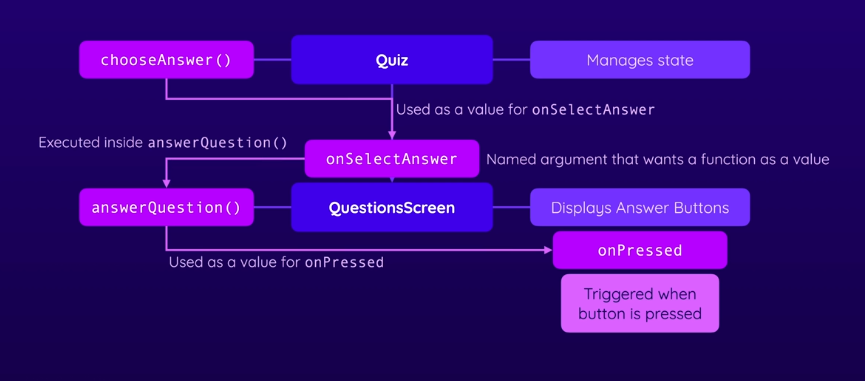 chooseAnswer()
Quiz
Manages state
Used as a value for onSelectAnswer
Executed inside answerQuestion()
onSelectAnswer
Named argument that wants a function as a value
answerQuestion()
QuestionsScreen
Displays Answer Buttons
onPressed
Used as a value for onPressed
Triggered when
button is pressed